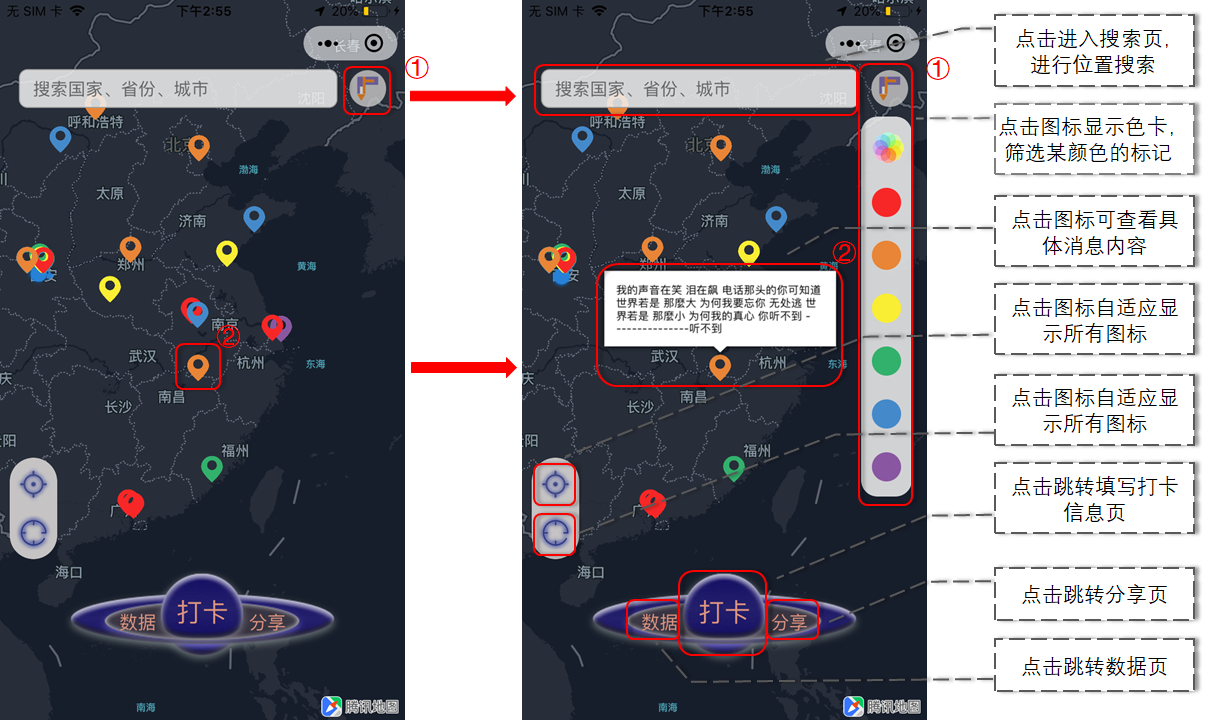 无 SIM 卡
下午2:55
20%
长春
①
搜索国家、省份、城市
沈阳
呼和浩特
北京
渤海
太原
济南
郑州
黄海
南京
②
武汉
杭州
东海
南昌
长沙
福州
海口
数据
打卡
分享
南海
腾讯地图
无 SIM 卡
下午2:55
20%
长春
①
搜索国家、省份、城市
沈阳
呼和浩特
北京
渤海
太原
济南
郑州
②
黄海
我的声音在笑 泪在飙 电话那头的你可知道
世界若是 那麼大 为何我要忘你 无处逃 世
界若是 那麼小 为何我的真心 你听不到 -
--------------听不到
武汉
杭州
东海
南昌
长沙
福州
海口
数据
打卡
分享
南海
腾讯地图
点击进入搜索页，
进行位置搜索
点击图标显示色卡，
筛选某颜色的标记
点击图标可查看具
体消息内容
点击图标自适应显
示所有图标
点击图标自适应显
示所有图标
点击跳转填写打卡
信息页
点击跳转分享页
点击跳转数据页